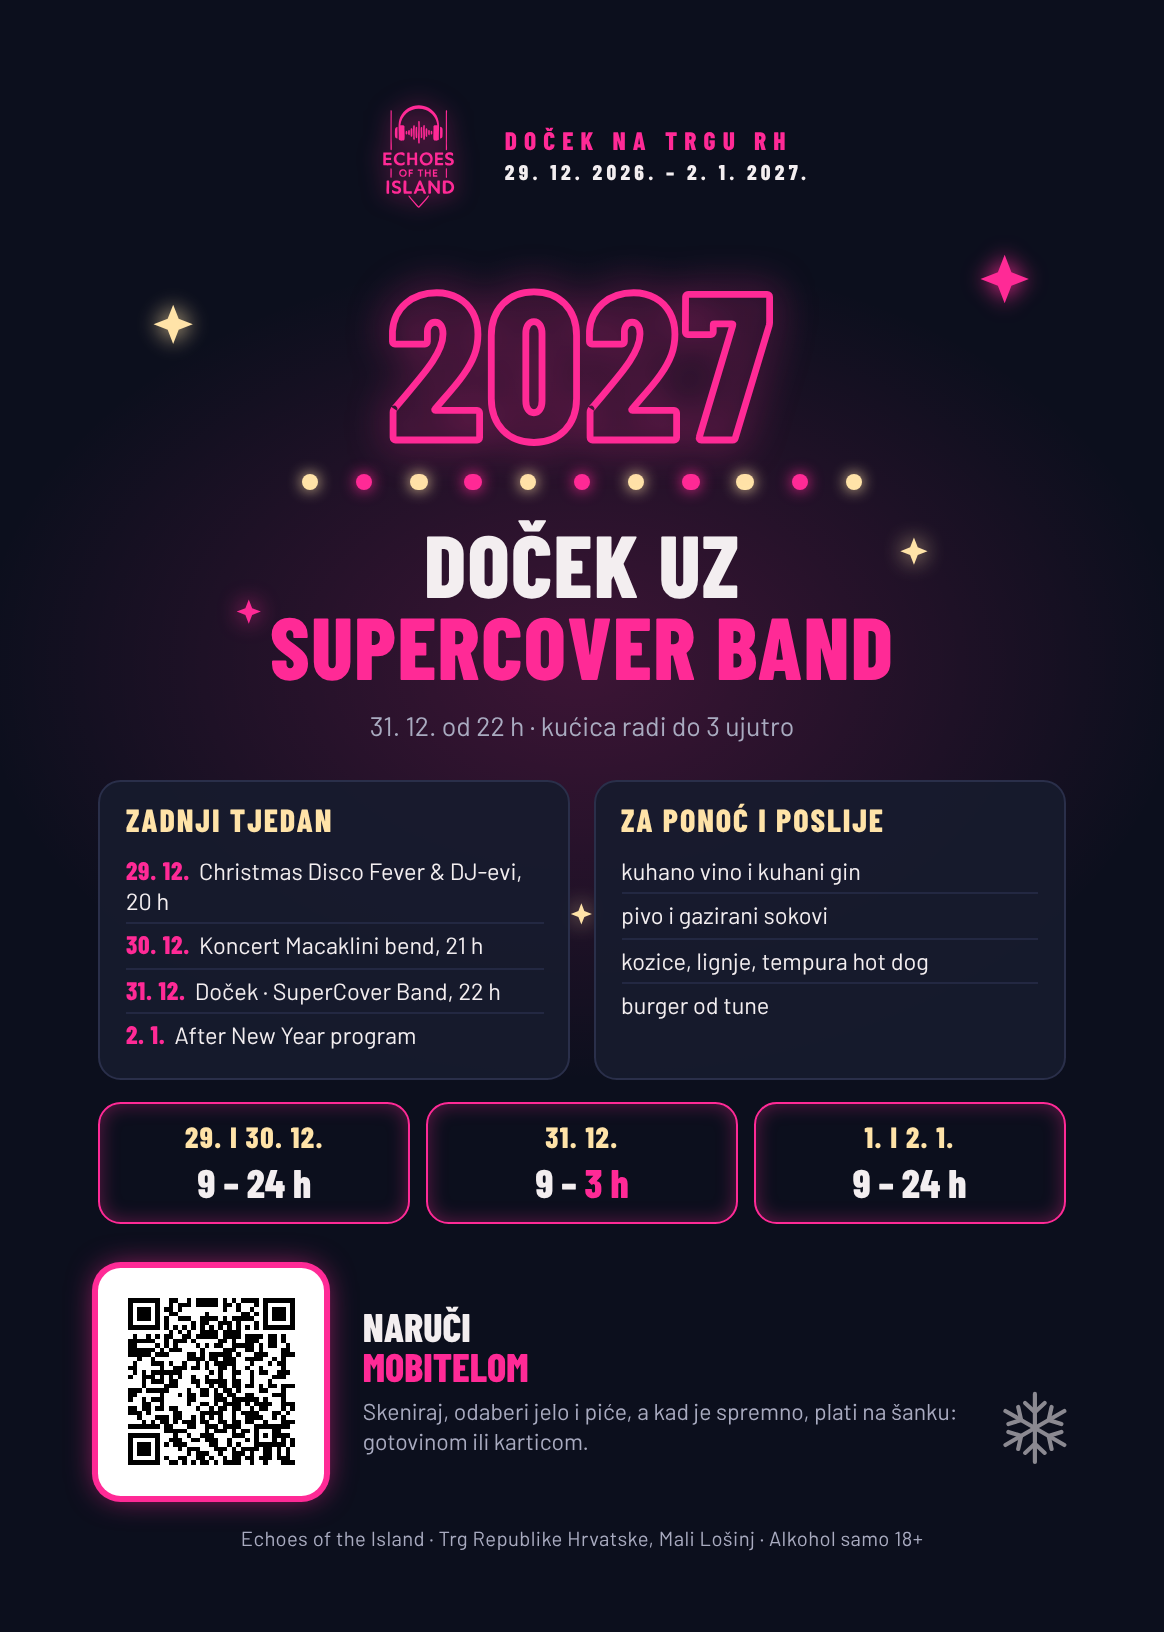 ECHOES
OF THE
ISLAND
DOČEK NA TRGU RH
29. 12. 2026. – 2. 1. 2027.
2027
DOČEK UZ
SUPERCOVER BAND
31. 12. od 22 h · kućica radi do 3 ujutro
ZADNJI TJEDAN
29. 12. Christmas Disco Fever & DJ-evi,
20 h
30. 12. Koncert Macaklini bend, 21 h
31. 12. Doček · SuperCover Band, 22 h
2. 1. After New Year program
ZA PONOĆ I POSLIJE
kuhano vino i kuhani gin
pivo i gazirani sokovi
kozice, lignje, tempura hot dog
burger od tune
29. I 30. 12.
9 – 24 h
31. 12.
9 – 3 h
1. I 2. 1.
9 – 24 h
NARUČI
MOBITELOM
Skeniraj, odaberi jelo i piće, a kad je spremno, plati na šanku:
gotovinom ili karticom.
Echoes of the Island · Trg Republike Hrvatske, Mali Lošinj · Alkohol samo 18+